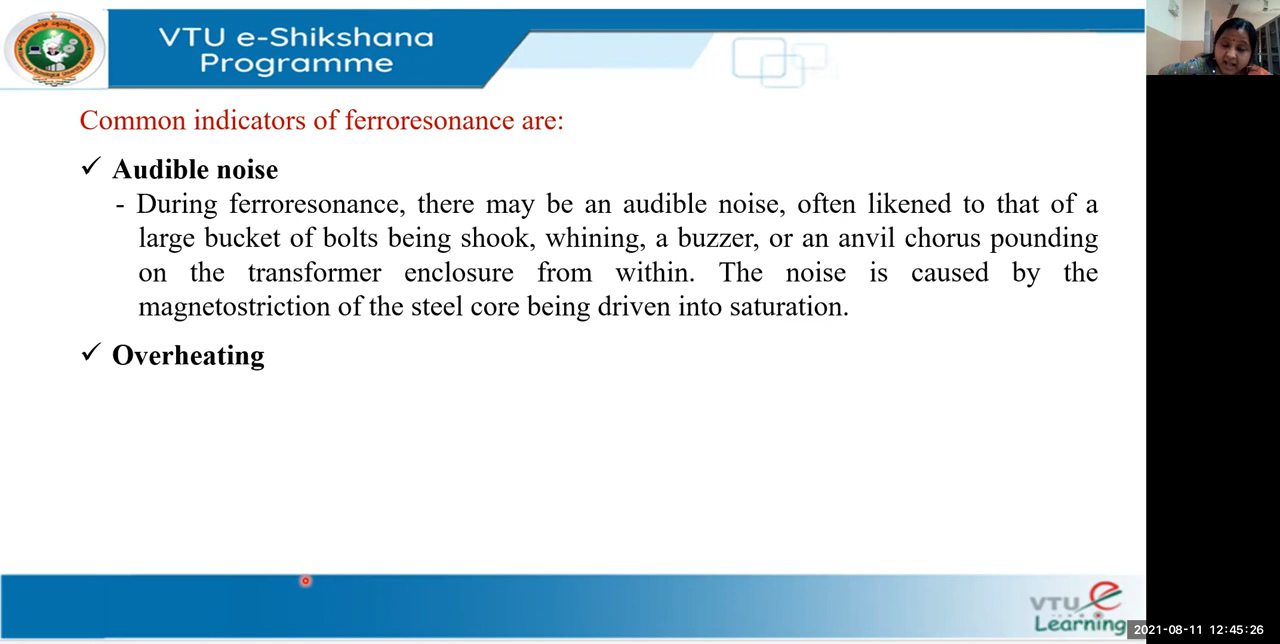 VTU e-Shikshana
Programme
Common indicators of ferroresonance are:
✓ Audible noise
- During ferroresonance, there may be an audible noise, often likened to that of a
large bucket of bolts being shook, whining, a buzzer, or an anvil chorus pounding
on the transformer enclosure from within. The noise is caused by the
magnetostriction of the steel core being driven into saturation.
✓ Overheating
VTU e
Learning
2021-08-11 12:45:26